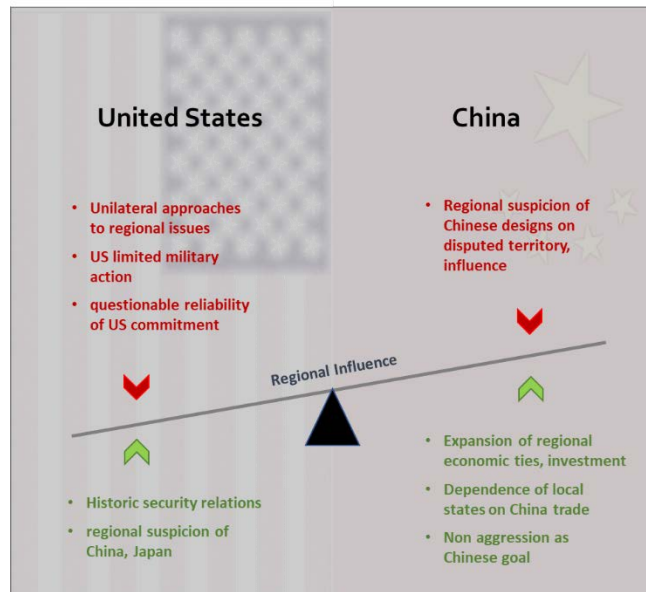 United States
China
• Unilateral approaches
to regional issues
• US limited military
action
• questionable reliability
of US commitment
• Regional suspicion of
Chinese designs on
disputed territory,
influence
Regional Influence
• Historic security relations
• regional suspicion of
China, Japan
• Expansion of regional
economic ties, investment
• Dependence of local
states on China trade
• Non aggression as
Chinese goal